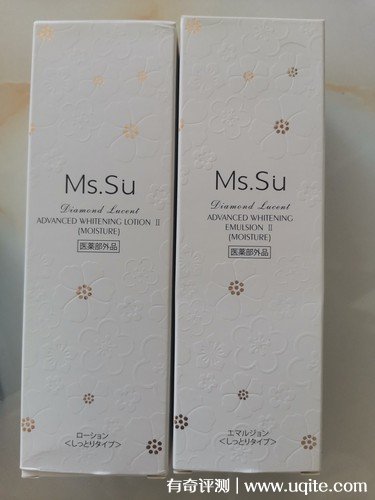 Ms.Su
Diamond Lucent
ADVANCED WHITENING LOTION Ⅱ
(MOISTURE)
医薬部外品
ローション
<しっとりタイプ>
Ms.Su
Diamond Lucent
ADVANCED WHITENING
EMULSION Ⅱ
(MOISTURE)
医薬部外品
エマルジョン
<しっとりタイプ>
有奇评测｜www.uqite.com